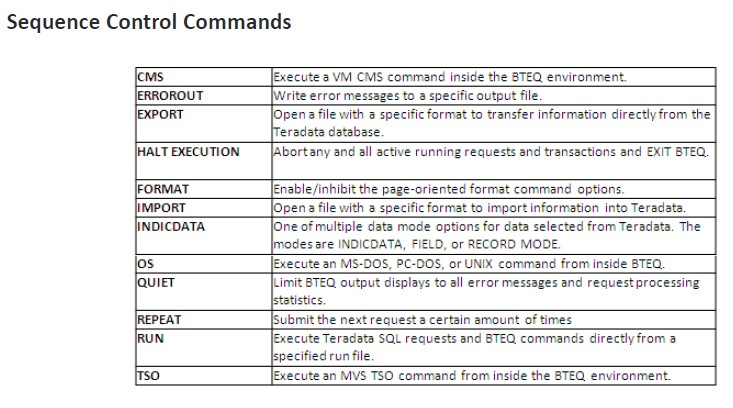 Sequence Control Commands
CMS Execute a VM CMS command inside the BTEQ environment.
ERROROUT Write error messages to a specific output file.
EXPORT Open a file with a specific format to transfer information directly from the
Teradata database.
HALT EXECUTION Abort any and all active running requests and transactions and EXIT BTEQ.
FORMAT Enable/inhibit the page-oriented format command options.
IMPORT Open a file with a specific format to import information into Teradata.
INDICDATA One of multiple data mode options for data selected from Teradata. The
modes are INDICDATA, FIELD, or RECORD MODE.
OS Execute an MS-DOS, PC-DOS, or UNIX command from inside BTEQ.
QUIET Limit BTEQ output displays to all error messages and request processing
statistics.
REPEAT Submit the next request a certain amount of times
RUN Execute Teradata SQL requests and BTEQ commands directly from a
specified run file.
TSO Execute an MVS TSO command from inside the BTEQ environment.